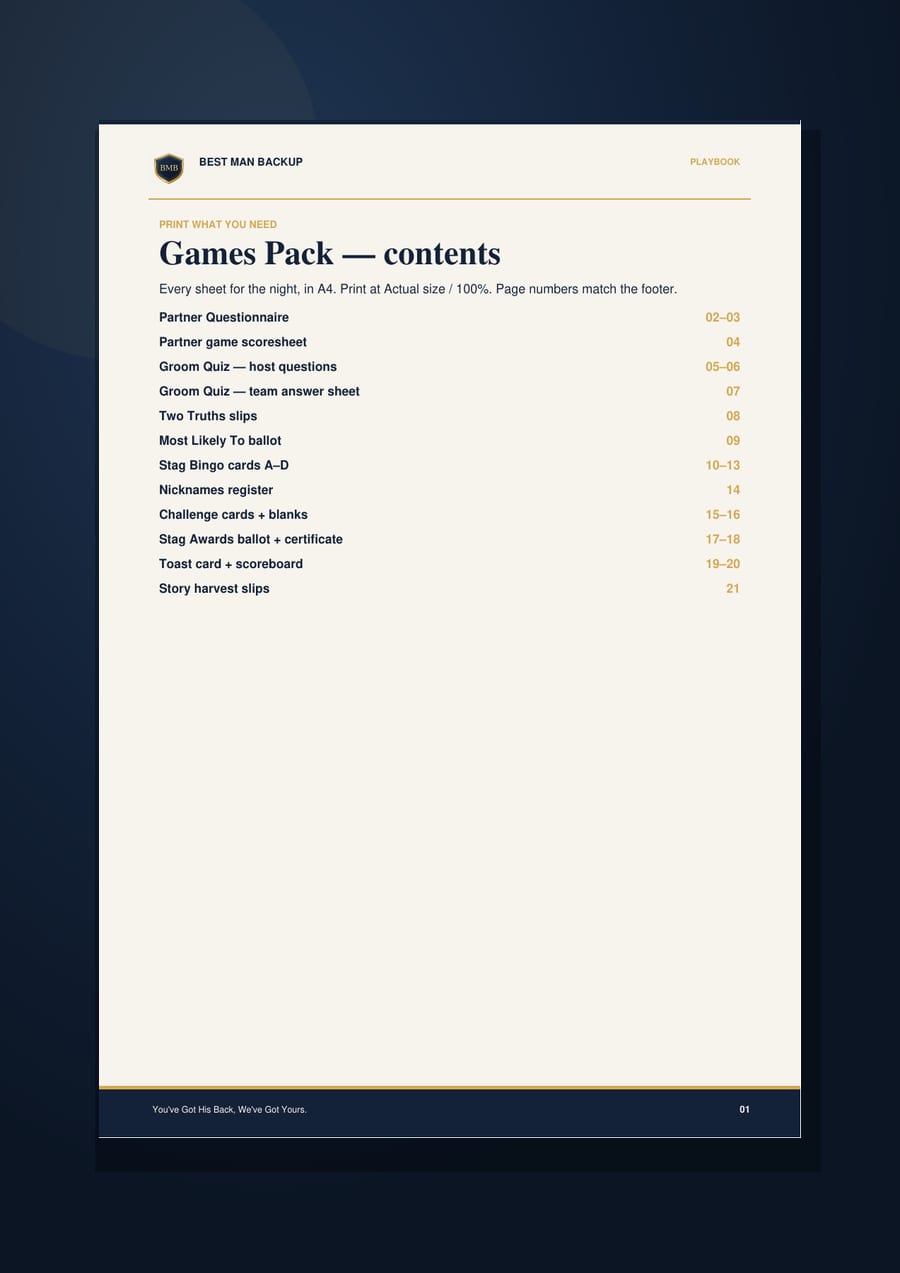 BMB
BEST MAN BACKUP
PLAYBOOK
PRINT WHAT YOU NEED
Games Pack — contents
Every sheet for the night, in A4. Print at Actual size / 100%. Page numbers match the footer.
Partner Questionnaire 02–03
Partner game scoresheet 04
Groom Quiz — host questions 05–06
Groom Quiz — team answer sheet 07
Two Truths slips 08
Most Likely To ballot 09
Stag Bingo cards A–D 10–13
Nicknames register 14
Challenge cards + blanks 15–16
Stag Awards ballot + certificate 17–18
Toast card + scoreboard 19–20
Story harvest slips 21
You've Got His Back, We've Got Yours. 01